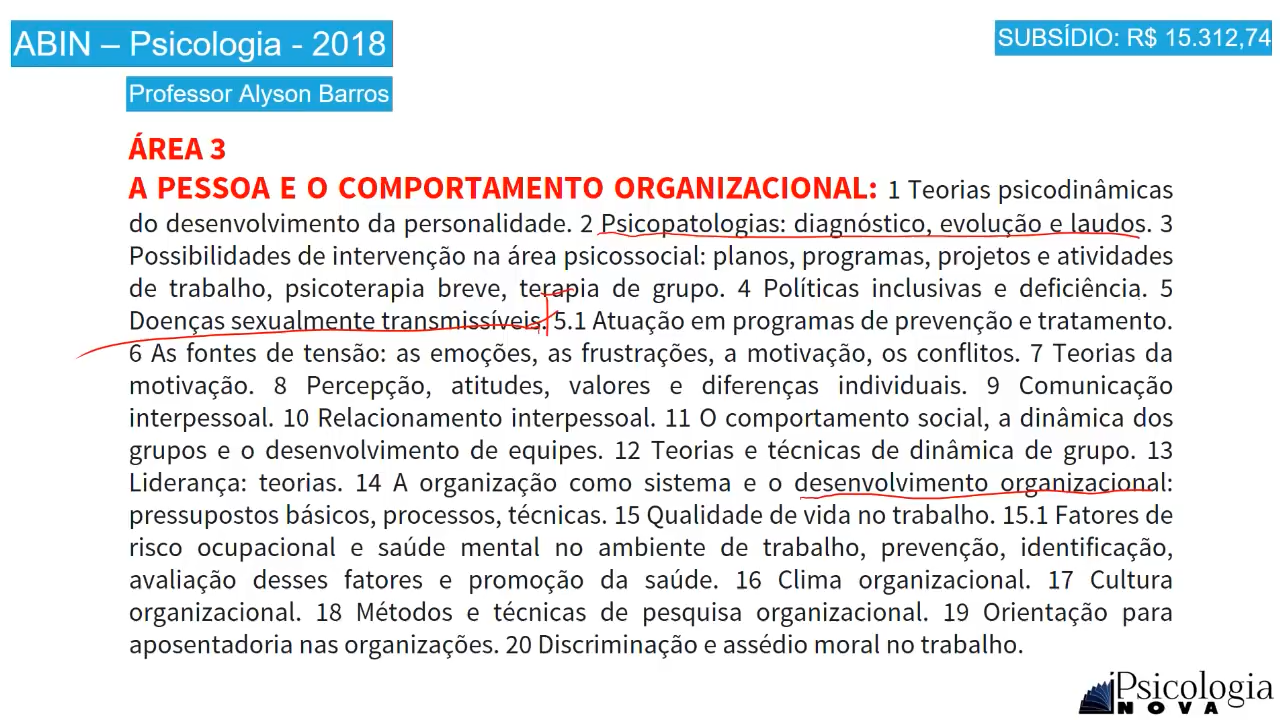 ABIN – Psicologia - 2018
SUBSÍDIO: R$ 15.312,74
Professor Alyson Barros
ÁREA 3
A PESSOA E O COMPORTAMENTO ORGANIZACIONAL: 1 Teorias psicodinâmicas
do desenvolvimento da personalidade. 2 Psicopatologias: diagnóstico, evolução e laudos. 3
Possibilidades de intervenção na área psicossocial: planos, programas, projetos e atividades
de trabalho, psicoterapia breve, terapia de grupo. 4 Políticas inclusivas e deficiência. 5
Doenças sexualmente transmissíveis. 5.1 Atuação em programas de prevenção e tratamento.
6 As fontes de tensão: as emoções, as frustrações, a motivação, os conflitos. 7 Teorias da
motivação. 8 Percepção, atitudes, valores e diferenças individuais. 9 Comunicação
interpessoal. 10 Relacionamento interpessoal. 11 O comportamento social, a dinâmica dos
grupos e o desenvolvimento de equipes. 12 Teorias e técnicas de dinâmica de grupo. 13
Liderança: teorias. 14 A organização como sistema e o desenvolvimento organizacional:
pressupostos básicos, processos, técnicas. 15 Qualidade de vida no trabalho. 15.1 Fatores de
risco ocupacional e saúde mental no ambiente de trabalho, prevenção, identificação,
avaliação desses fatores e promoção da saúde. 16 Clima organizacional. 17 Cultura
organizacional. 18 Métodos e técnicas de pesquisa organizacional. 19 Orientação para
aposentadoria nas organizações. 20 Discriminação e assédio moral no trabalho.
Psicologia
NOVA